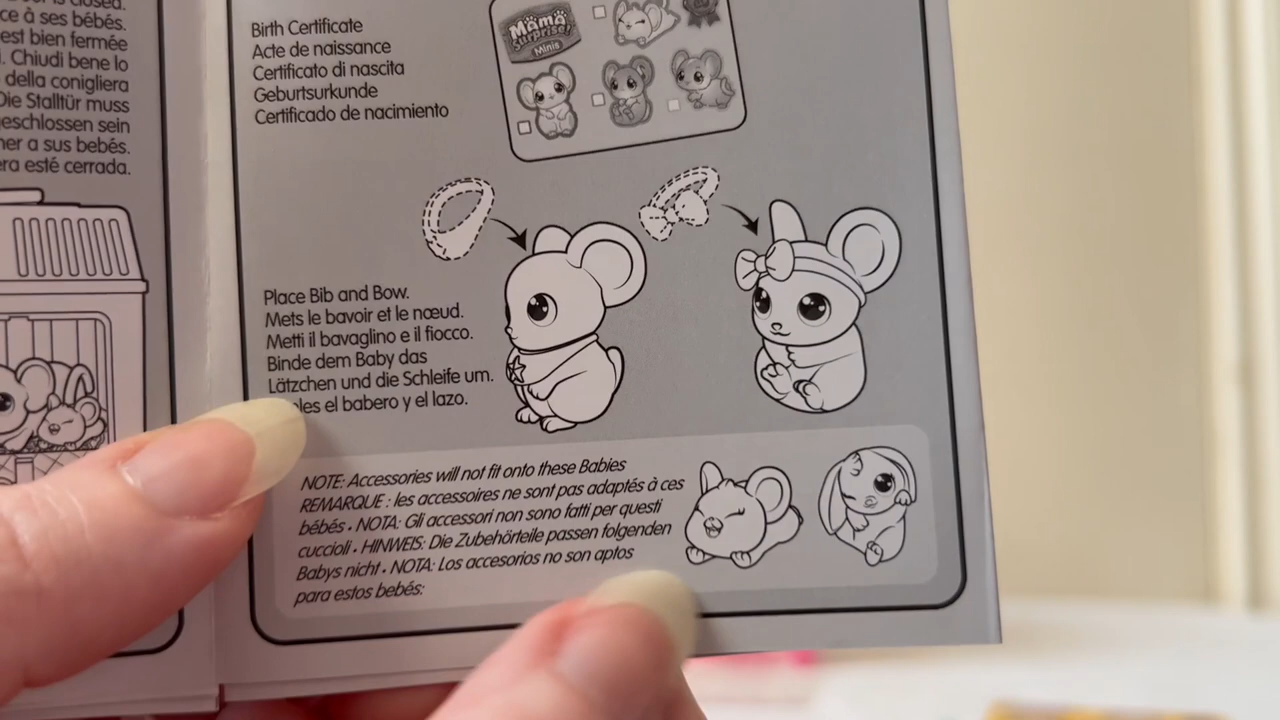 ce à ses bébés.
est bien fermée
. Chiudi bene lo
della conigliera
Die Stalltür muss
geschlossen sein
a sus bebés.
esté cerrada.
Birth Certificate
Acte de naissance
Certificato di nascita
Geburtsurkunde
Certificado de nacimiento
Mama
Surprise!
Minis
Place Bib and Bow.
Mets le bavoir et le nœud.
Metti il bavaglino e il fiocco.
Binde dem Baby das
Lätzchen und die Schleife um.
el babero y el lazo.
NOTE: Accessories will not fit onto these Babies
REMARQUE : les accessoires ne sont pas adaptés à ces
bébés • NOTA: Gli accessori non sono fatti per questi
cuccioli • HINWEIS: Die Zubehörteile passen folgenden
Babys nicht • NOTA: Los accesorios no son aptos
para estos bebés: